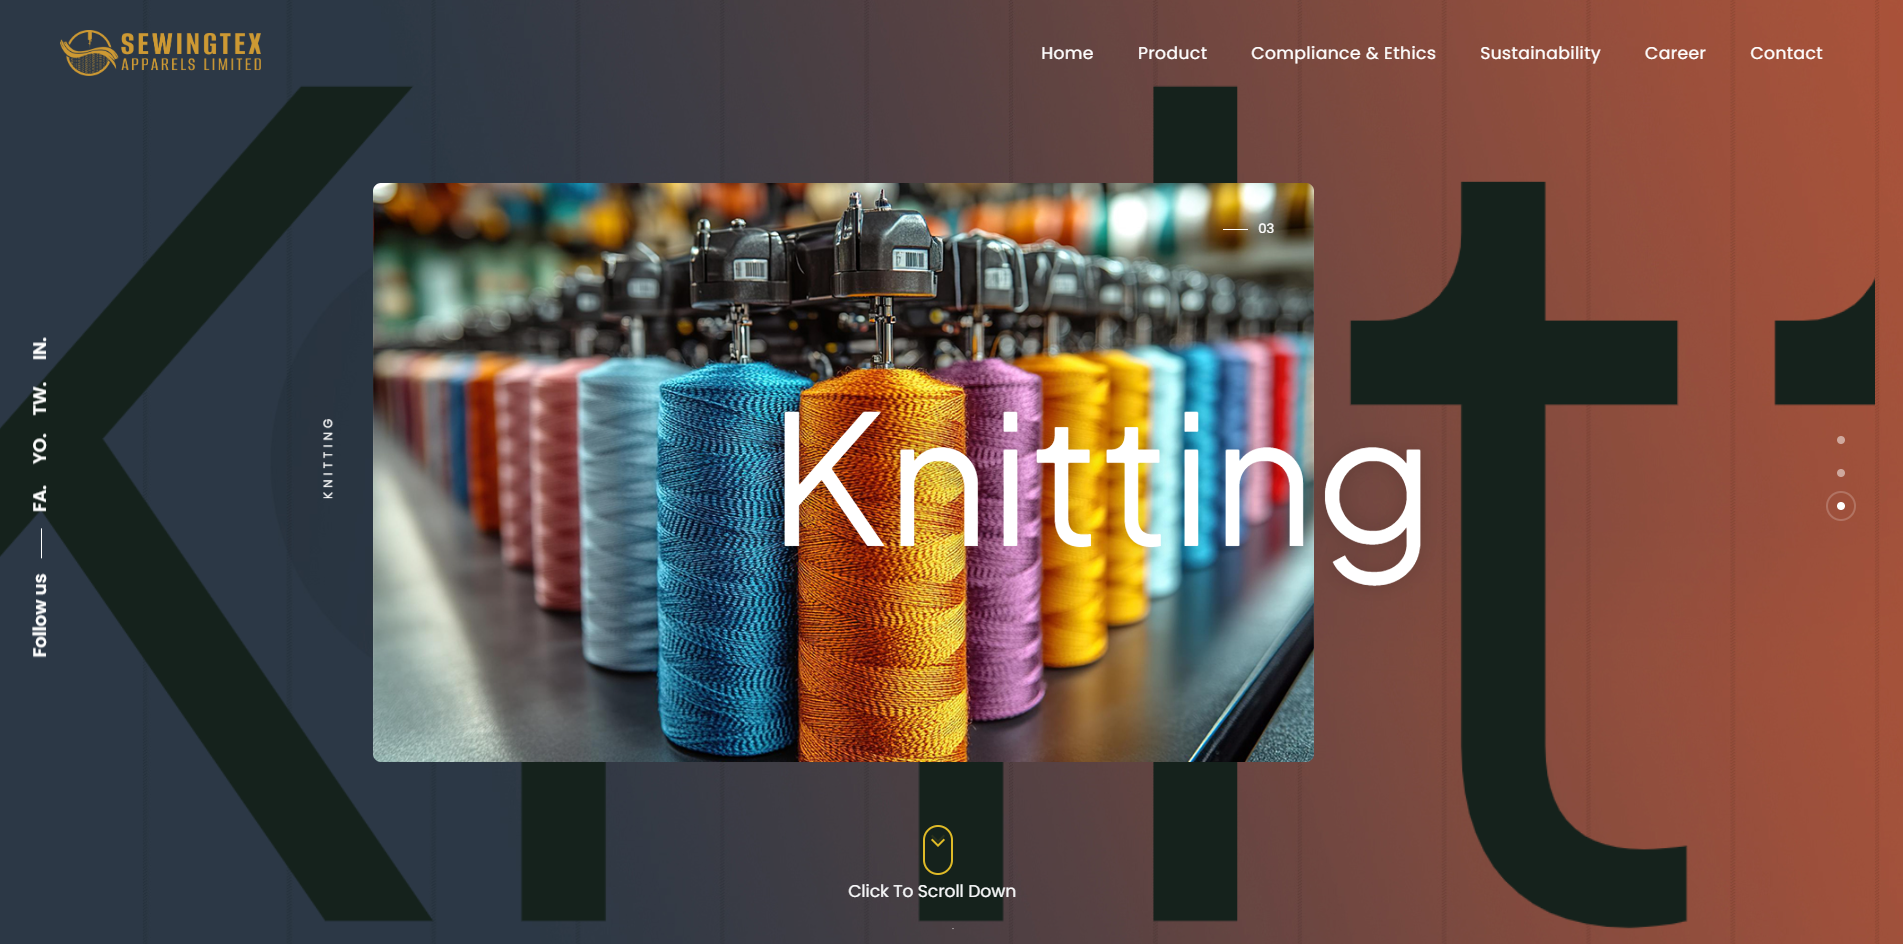 SEWINGTEX
APPARELS LIMITED
Home
Product
Compliance & Ethics
Sustainability
Career
Contact
Knitt
03
KNITTING
Knitting
Follow us
FA.
YO.
TW.
IN.
Click To Scroll Down